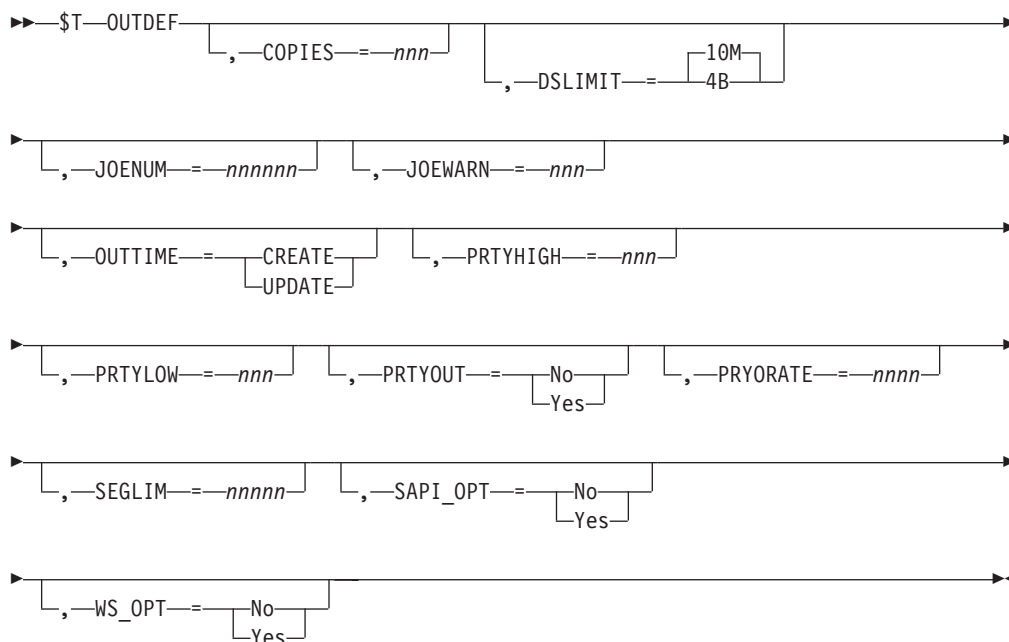 $T OUTDEF
, COPIES = nnn
, DSLIMIT =
10M
4B
, JOENUM = nnnnnn
, JOEWARN = nnn
, OUTTIME = CREATE
UPDATE
, PRTYHIGH = nnn
, PRTYLOW = nnn
, PRTYOUT = No
Yes
, PRYORATE = nnnn
, SEGLIM = nnnnn
, SAPI_OPT = No
Yes
, WS_OPT = No
Yes